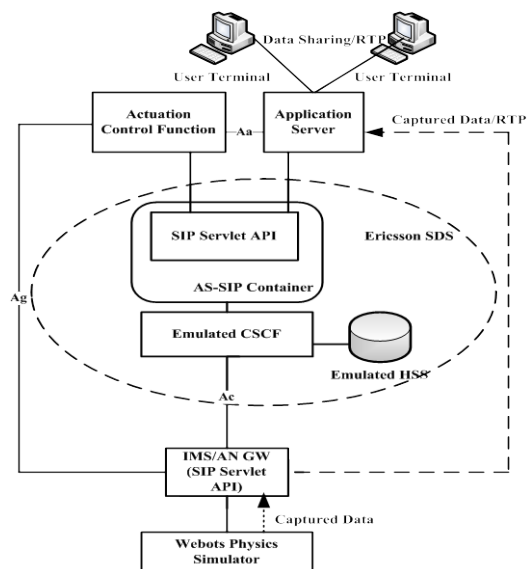 Data Sharing/RTP
User Terminal
User Terminal
Actuation
Control Function
Aa
Application
Server
Captured Data/RTP
SIP Servlet API
Ericsson SDS
AS-SIP Container
Ag
Emulated CSCF
Emulated HSS
Ac
IMS/AN GW
(SIP Servlet
API)
Captured Data
Webots Physics
Simulator